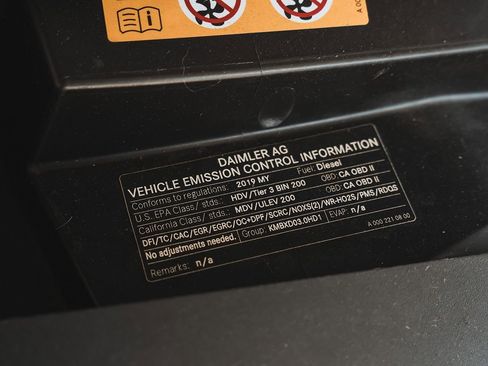 DAIMLER AG
VEHICLE EMISSION CONTROL INFORMATION
Conforms to regulations: 2019 MY Fuel: Diesel
U.S. EPA Class / stds.: HDV/Tier 3 BIN 200 OBD: CA OBD II
California Class/ stds.: MDV/ULEV 200 OBD: CA OBD II
DFI/TC/CAC/EGR/EGRC/OC+DPF/SCRC/NOXS(2)/WR-HO2S/PMS/RDQS
No adjustments needed. Group: KMBXD03.0HD1 EVAP: n/a
Remarks: n/a A 000 221 08 00